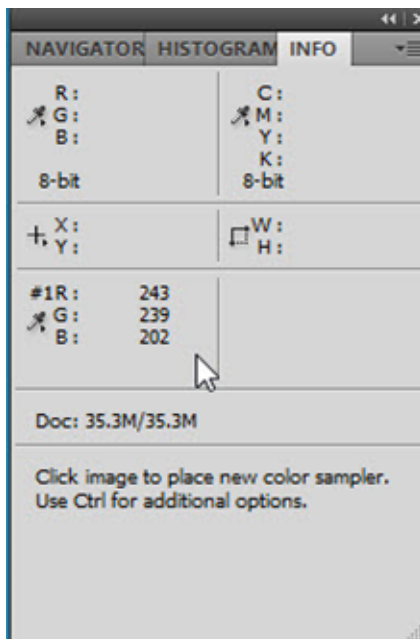 NAVIGATOR HISTOGRAM INFO
R: C:
G: M:
B: Y:
K:
8-bit 8-bit
X: W:
Y: H:
#1R: 243
G: 239
B: 202
Doc: 35.3M/35.3M
Click image to place new color sampler.
Use Ctrl for additional options.